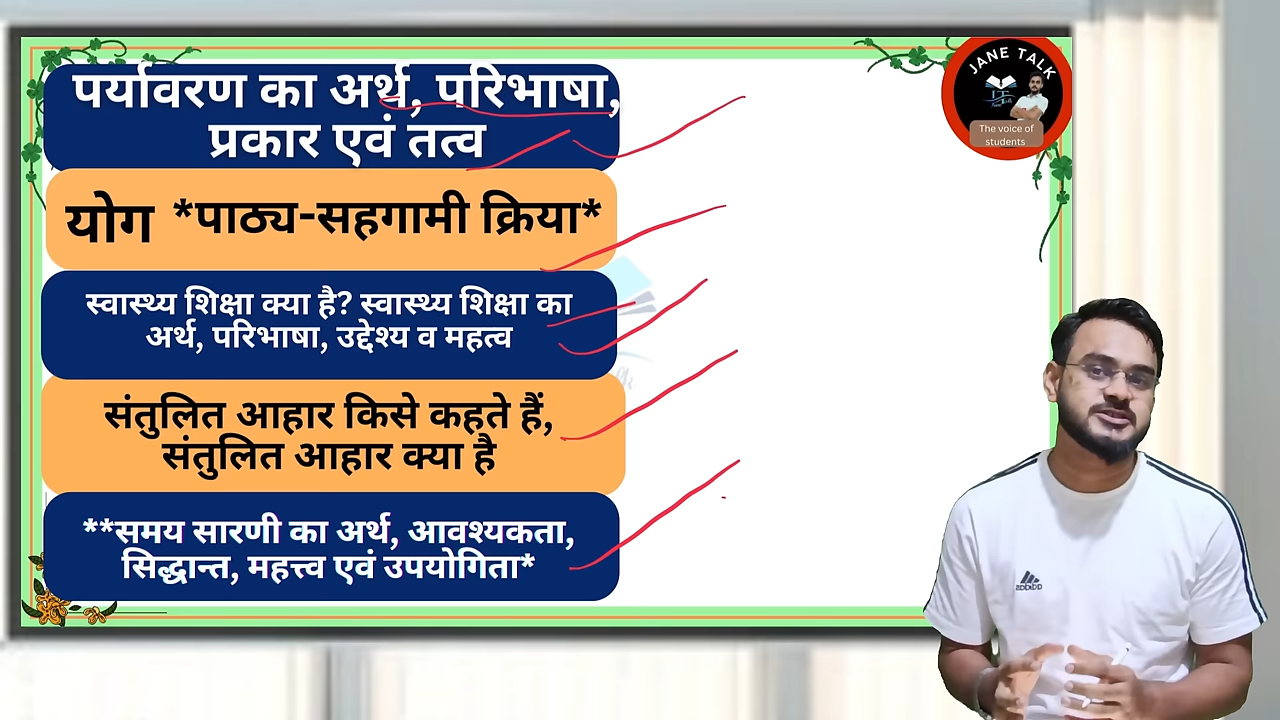 पर्यावरण का अर्थ, परिभाषा,
प्रकार एवं तत्व
योग *पाठ्य-सहगामी क्रिया*
स्वास्थ्य शिक्षा क्या है? स्वास्थ्य शिक्षा का
अर्थ, परिभाषा, उद्देश्य व महत्व
संतुलित आहार किसे कहते हैं,
संतुलित आहार क्या है
**समय सारणी का अर्थ, आवश्यकता,
सिद्धान्त, महत्त्व एवं उपयोगिता*
JANE TALK
The voice of
students